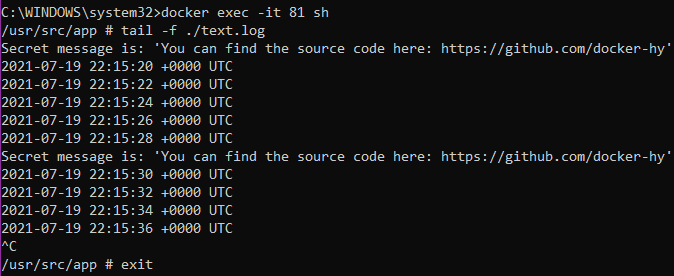 C:\WINDOWS\system32>docker exec -it 81 sh
/usr/src/app # tail -f ./text.log
Secret message is: 'You can find the source code here: https://github.com/docker-hy'
2021-07-19 22:15:20 +0000 UTC
2021-07-19 22:15:22 +0000 UTC
2021-07-19 22:15:24 +0000 UTC
2021-07-19 22:15:26 +0000 UTC
2021-07-19 22:15:28 +0000 UTC
Secret message is: 'You can find the source code here: https://github.com/docker-hy'
2021-07-19 22:15:30 +0000 UTC
2021-07-19 22:15:32 +0000 UTC
2021-07-19 22:15:34 +0000 UTC
2021-07-19 22:15:36 +0000 UTC
^C
/usr/src/app # exit